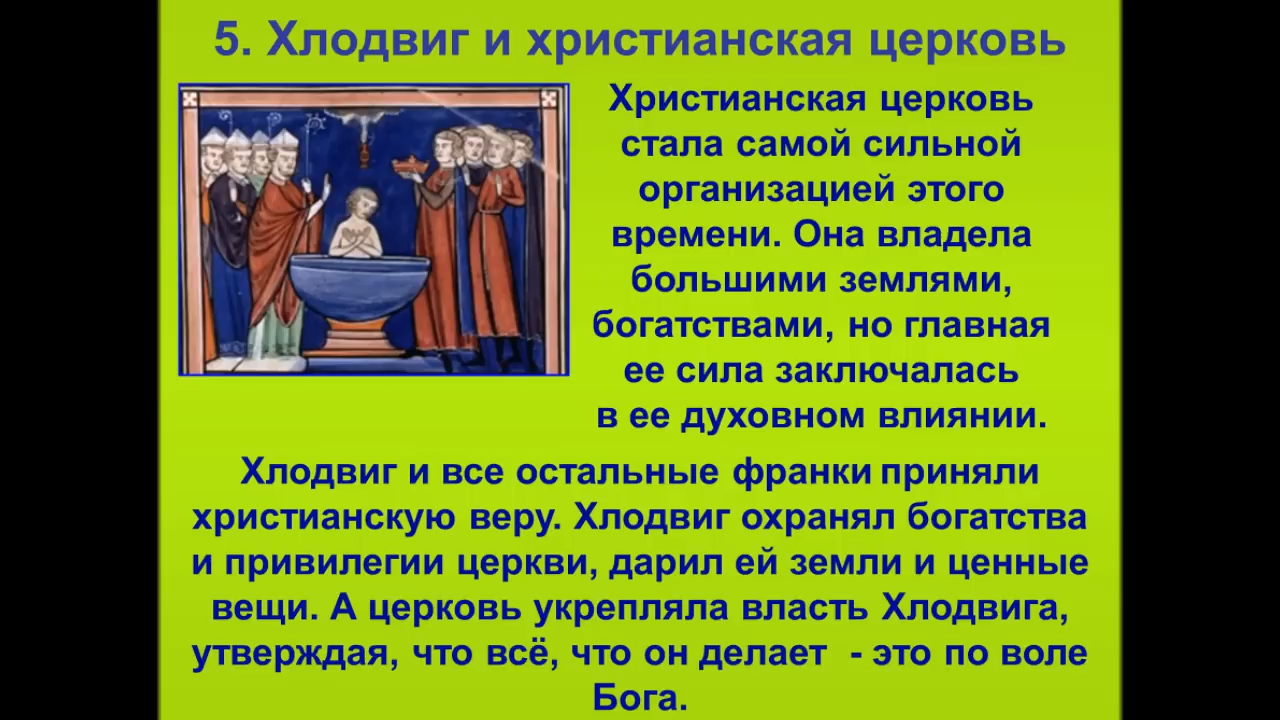 5. Хлодвиг и христианская церковь
Христианская церковь
стала самой сильной
организацией этого
времени. Она владела
большими землями,
богатствами, но главная
ее сила заключалась
в ее духовном влиянии.
Хлодвиг и все остальные франки приняли
христианскую веру. Хлодвиг охранял богатства
и привилегии церкви, дарил ей земли и ценные
вещи. А церковь укрепляла власть Хлодвига,
утверждая, что всё, что он делает - это по воле
Бога.